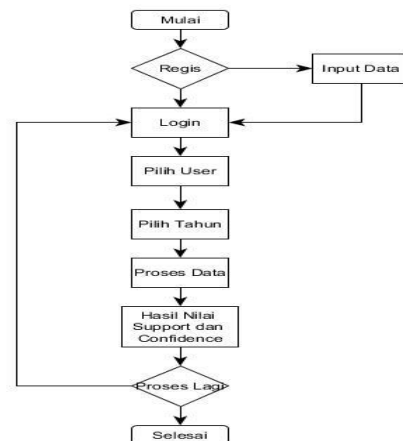 Mulai
Regis
Input Data
Login
Pilih User
Pilih Tahun
Proses Data
Hasil Nilai
Support dan
Confidence
Proses Lagi
Selesai